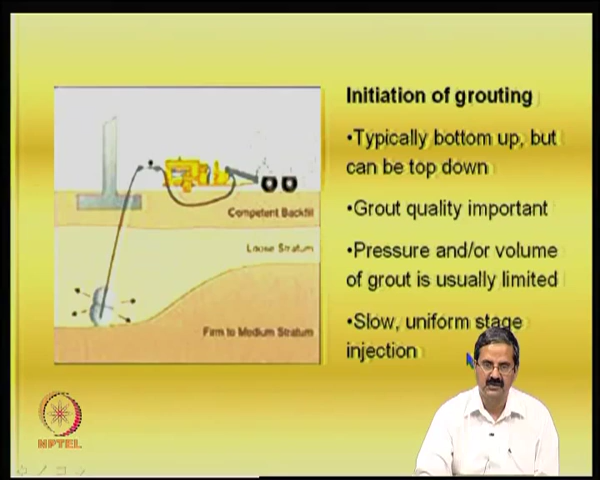 Initiation of grouting
•Typically bottom up, but
can be top down
•Grout quality important
•Pressure and/or volume
of grout is usually limited
•Slow, uniform stage
injection
Competent Backfill
Loose Stratum
Firm to Medium Stratum
NPTEL